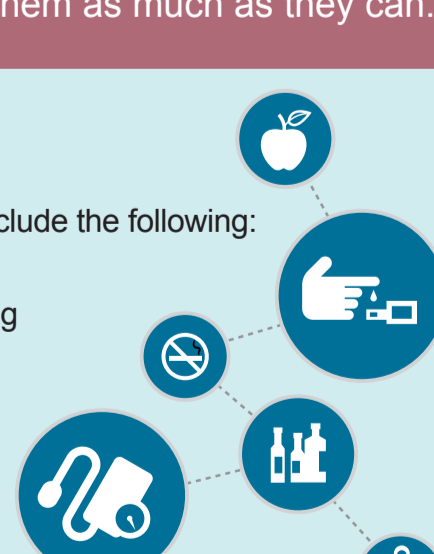 hem as much as they can.
clude the following:
g